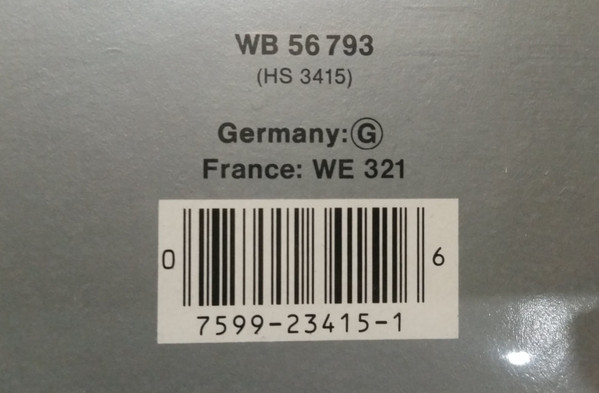 WB 56 793
(HS 3415)
Germany: Ⓖ
France: WE 321
0 6
7599-23415-1